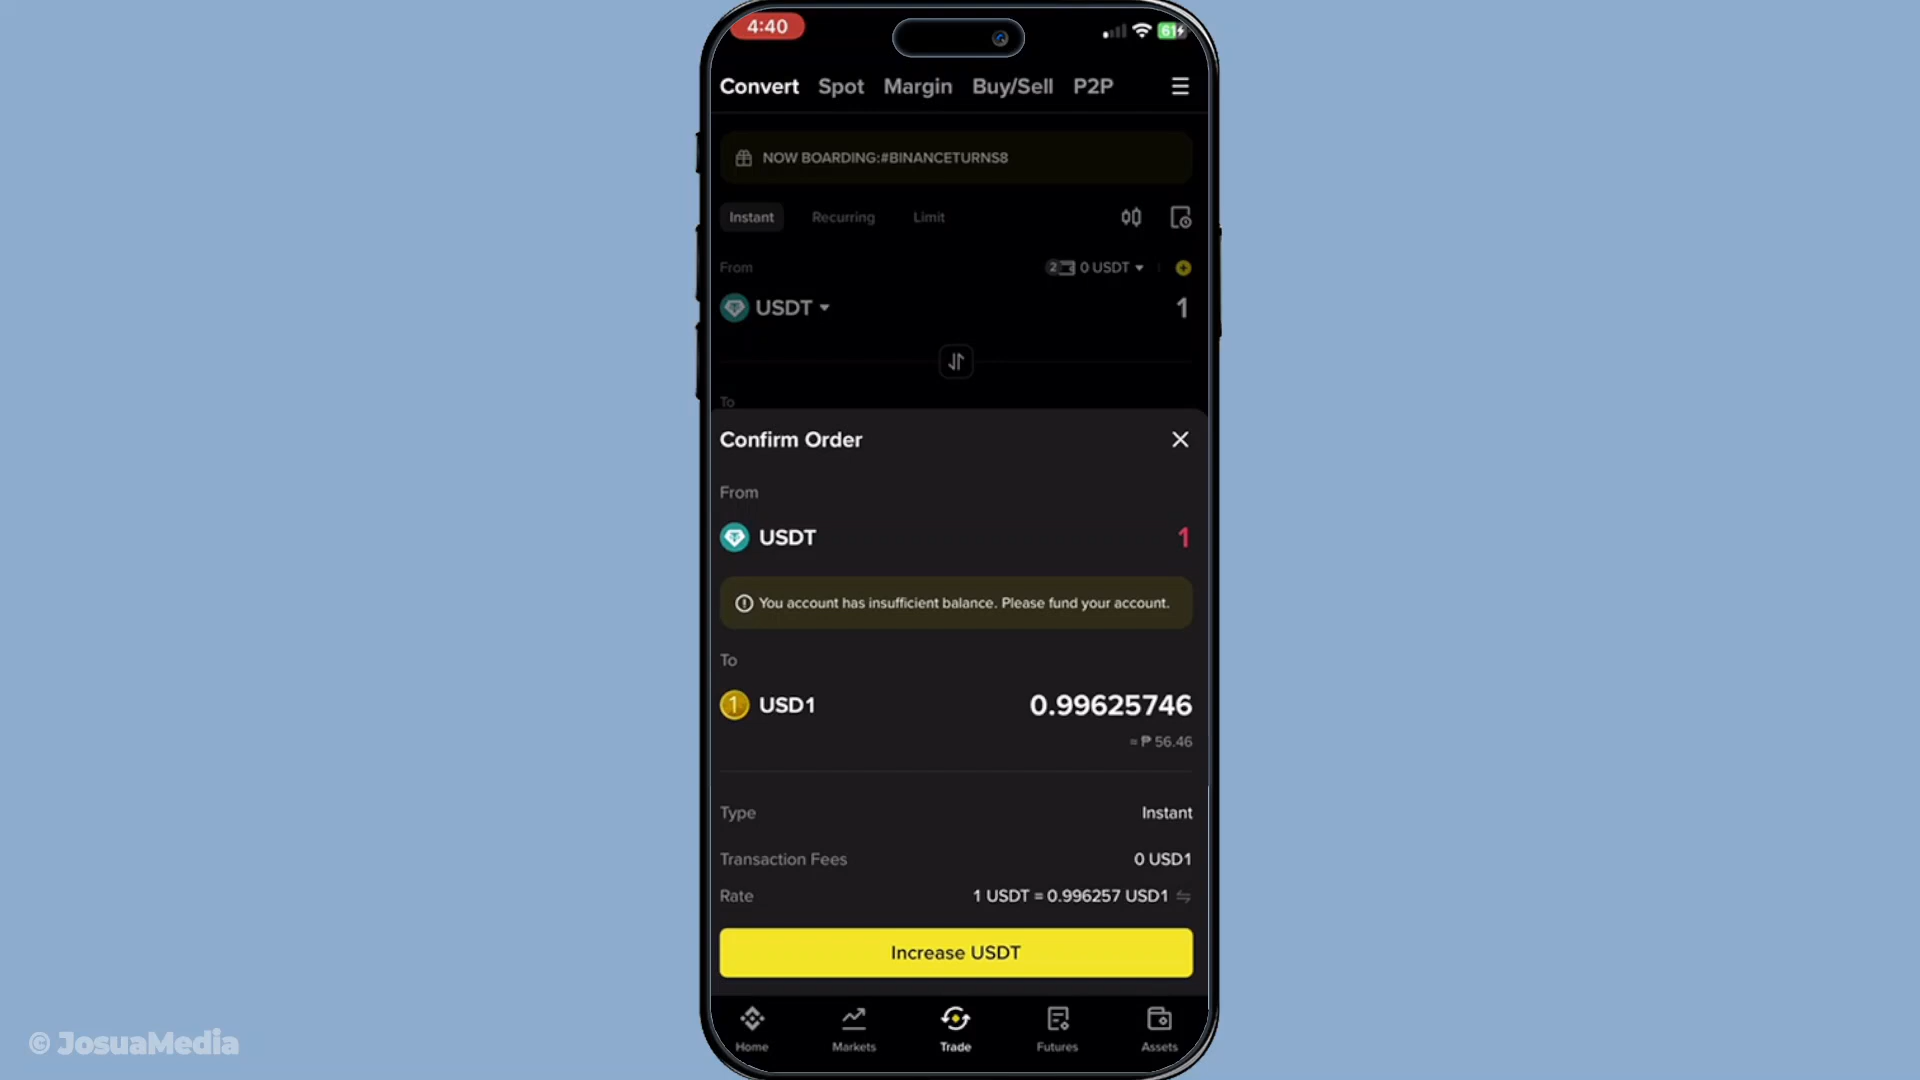 4:40
61
Convert Spot Margin Buy/Sell P2P
NOW BOARDING:#BINANCETURNS8
Instant Recurring Limit
From 2 0 USDT
USDT 1
To
Confirm Order
From
USDT 1
You account has insufficient balance. Please fund your account.
To
1 USD1 0.99625746
≈ ₱ 56.46
Type Instant
Transaction Fees 0 USD1
Rate 1 USDT = 0.996257 USD1
Increase USDT
Home Markets Trade Futures Assets
© JosuaMedia